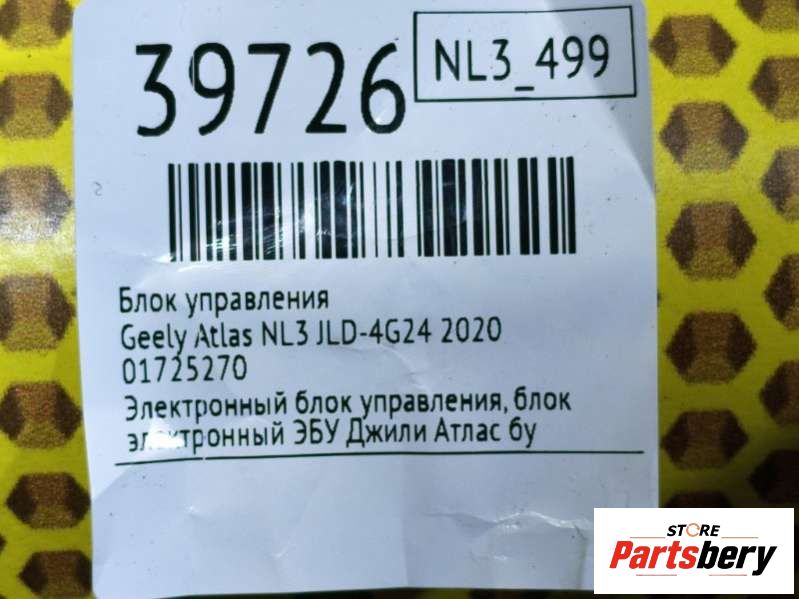 39726
NL3_499
Блок управления
Geely Atlas NL3 JLD-4G24 2020
01725270
Электронный блок управления, блок
электронный ЭБУ Джили Атлас бу
STORE
Partsbery